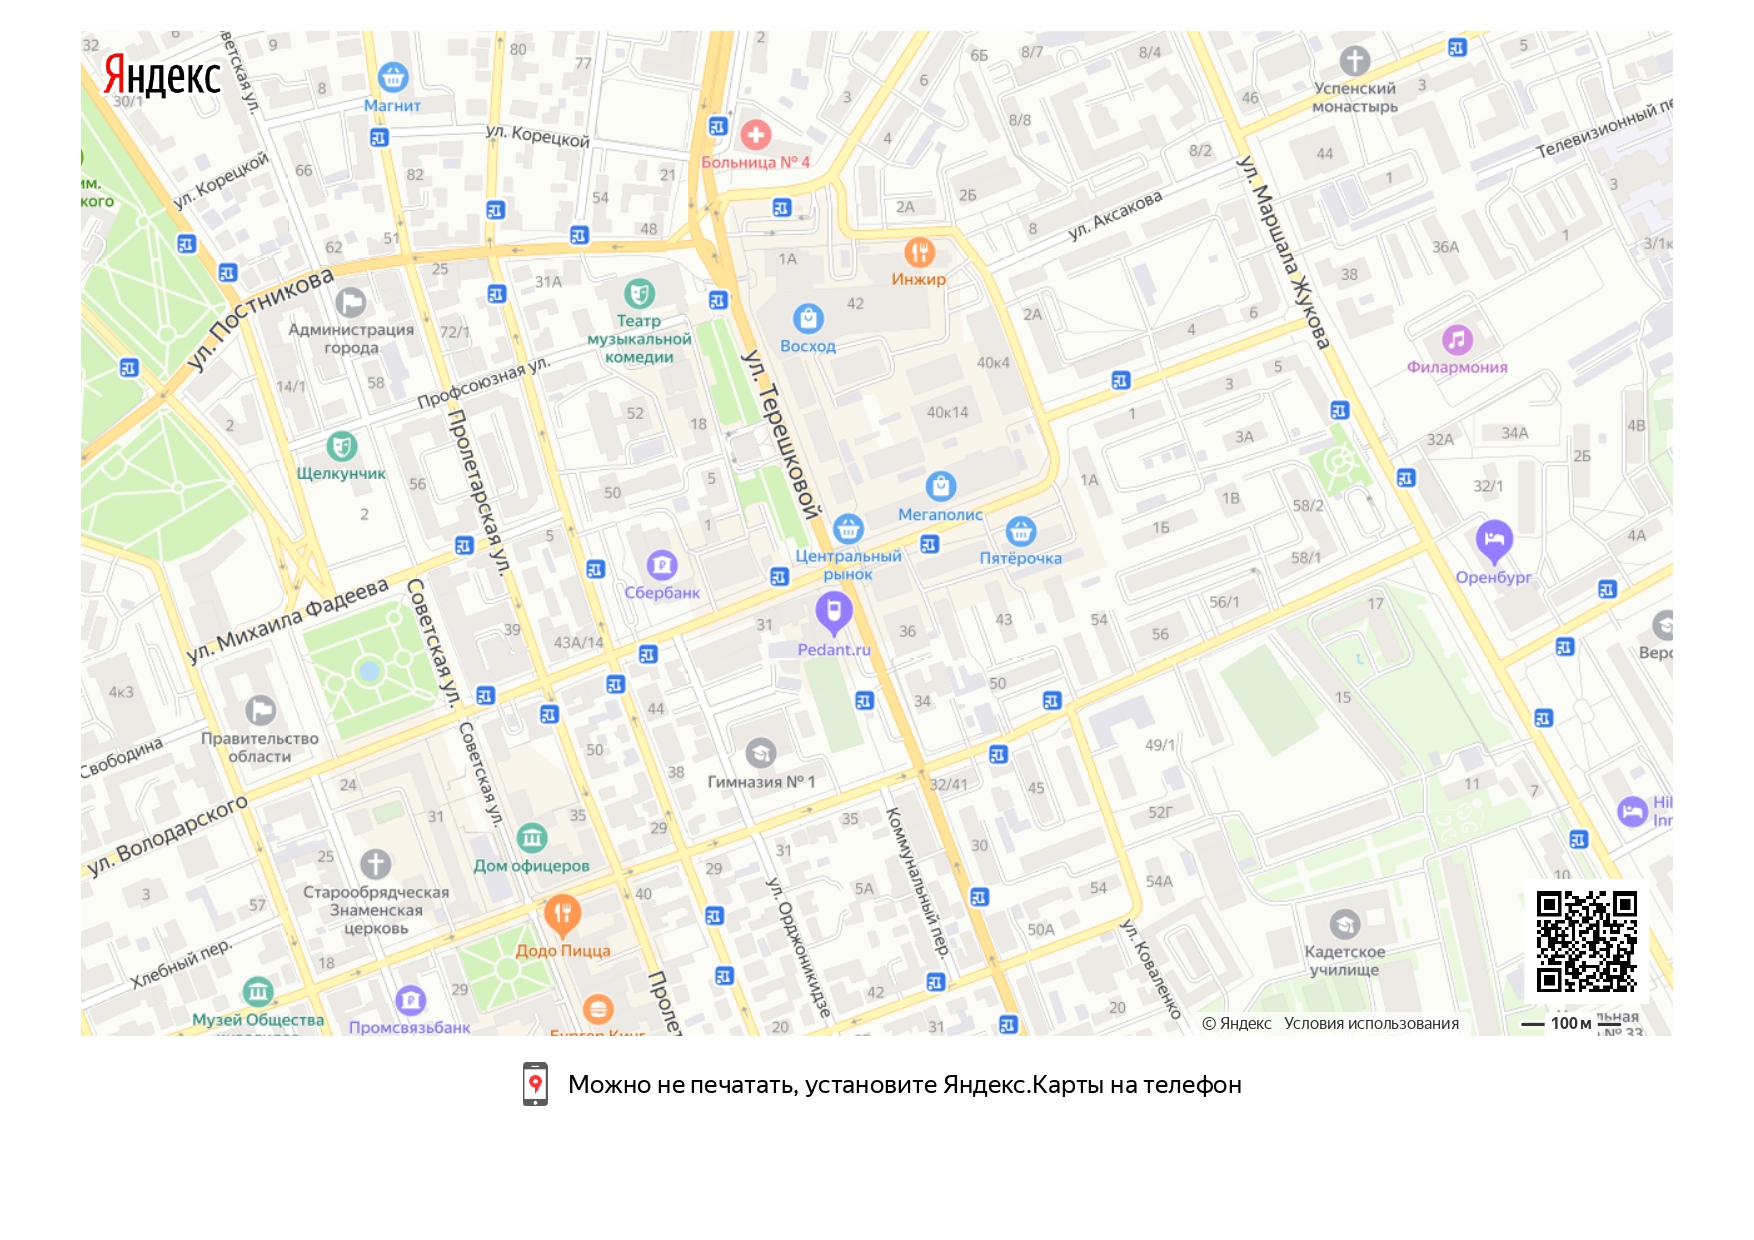 32
6
9
80
77
2
6Б
8/7
8/4
5
Яндекс
30/1
8
Магнит
3
6
46
Успенский
монастырь
3
ул. Корецкой
8/8
4
Больница № 4
8/2
44
Телевизионный пе
им.
кого
ул. Корецкой
66
82
21
54
2А
2Б
1
3
ул. Маршала Жукова
ул. Аксакова
62
51
48
8
36А
1
3/1к
25
31А
1А
Инжир
38
ул. Постникова
Администрация
города
72/1
Театр
музыкальной
комедии
42
Восход
2А
4
6
Филармония
14/1
58
Профсоюзная ул.
ул. Терешковой
40к4
5
3
2
52
18
40к14
1
3А
32А
34А
4В
2Б
Щелкунчик
Пролетарская ул.
56
2
50
5
1А
1В
58/2
32/1
Мегаполис
5
1
Центральный
рынок
Пятёрочка
1Б
58/1
4А
Оренбург
Сбербанк
ул. Михаила Фадеева
Советская ул.
39
43А/14
31
Pedant.ru
36
43
54
56/1
56
17
Веро
4к3
44
34
50
15
Правительство
области
Свободина
Советская ул.
50
38
Гимназия № 1
49/1
24
32/41
45
11
7
ул. Володарского
31
35
29
35
52Г
Hil
Inn
Дом офицеров
25
Старообрядческая
Знаменская
церковь
29
31
30
Коммунальный пер.
3
57
40
5А
54
54А
10
ул. Орджоникидзе
Хлебный пер.
18
Додо Пицца
50А
ул. Коваленко
Кадетское
училище
29
Пролет
42
20
Музей Общества
Промсвязьбанк
Бургер Кинг
20
31
© Яндекс
Условия использования
100 м
льная
№ 33
Можно не печатать, установите Яндекс.Карты на телефон